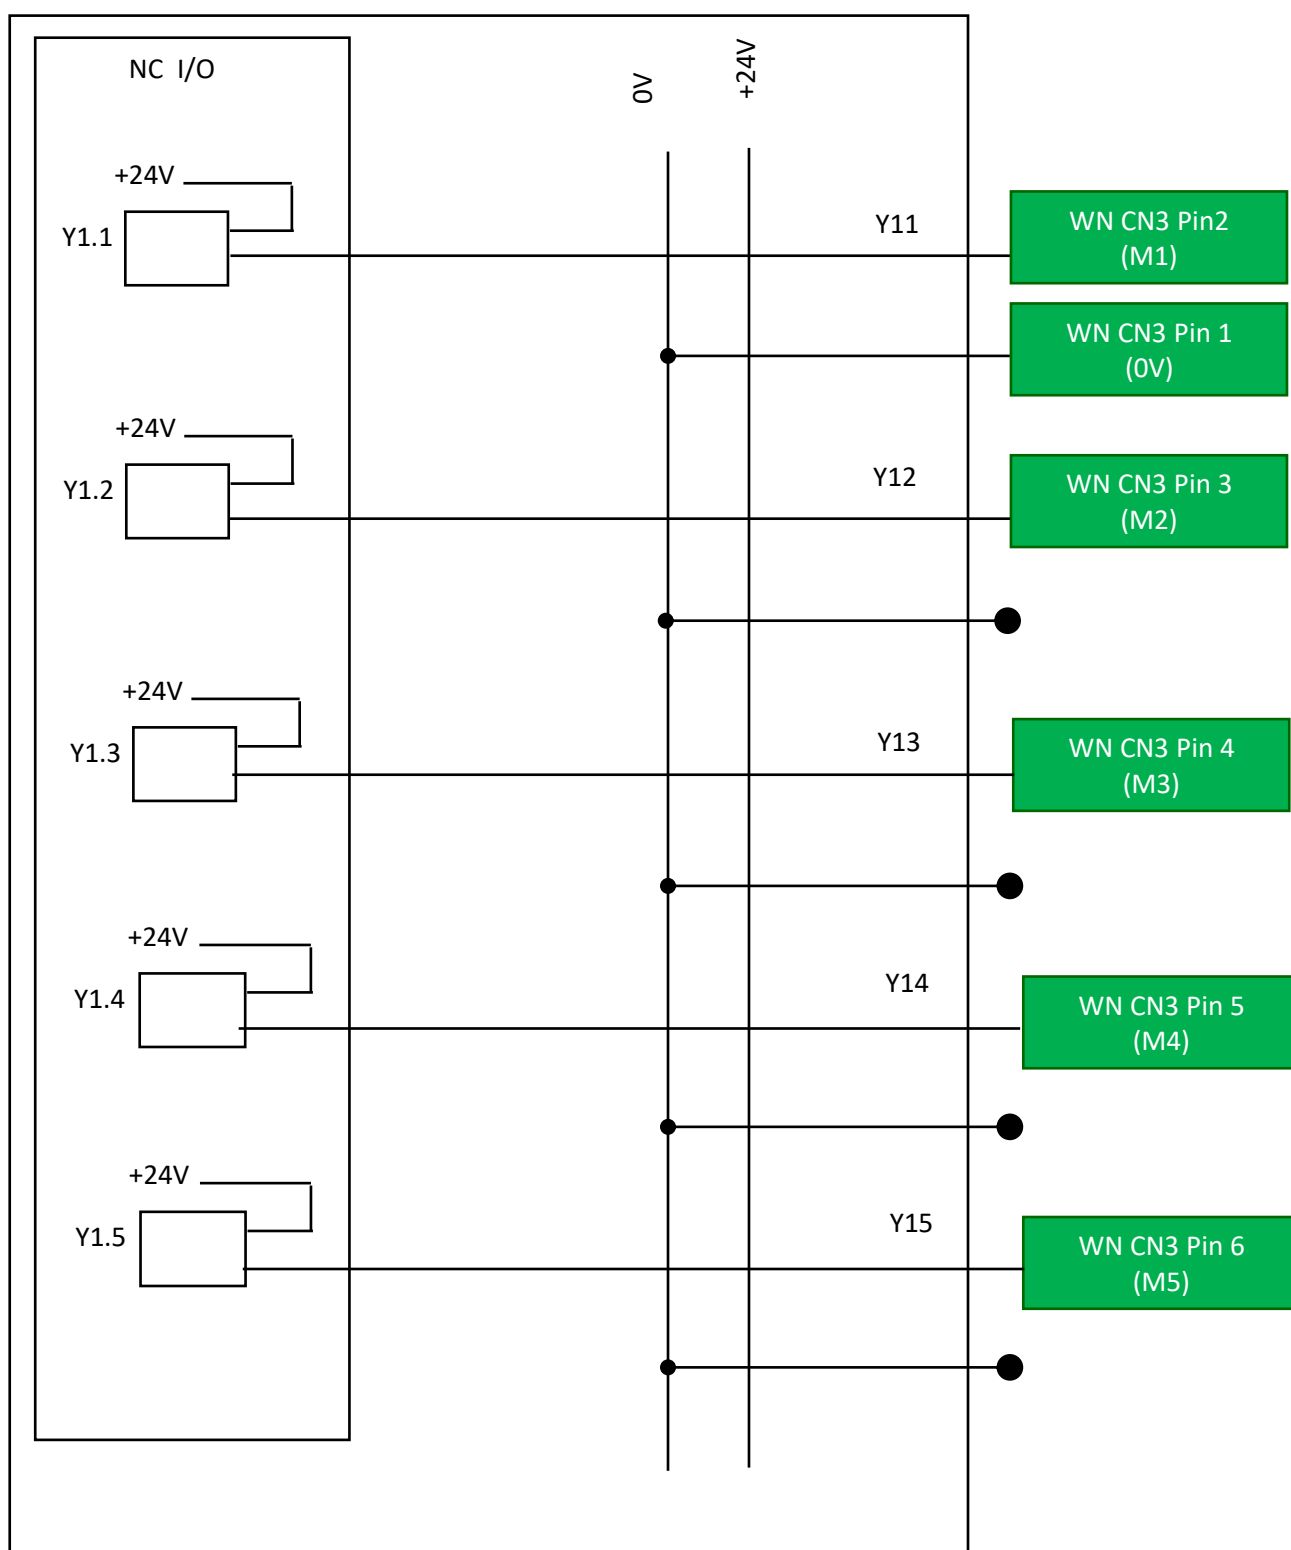 NC I/O
0V
+24V
+24V
Y1.1
Y11
WN CN3 Pin2
(M1)
WN CN3 Pin 1
(0V)
+24V
Y1.2
Y12
WN CN3 Pin 3
(M2)
+24V
Y1.3
Y13
WN CN3 Pin 4
(M3)
+24V
Y1.4
Y14
WN CN3 Pin 5
(M4)
+24V
Y1.5
Y15
WN CN3 Pin 6
(M5)